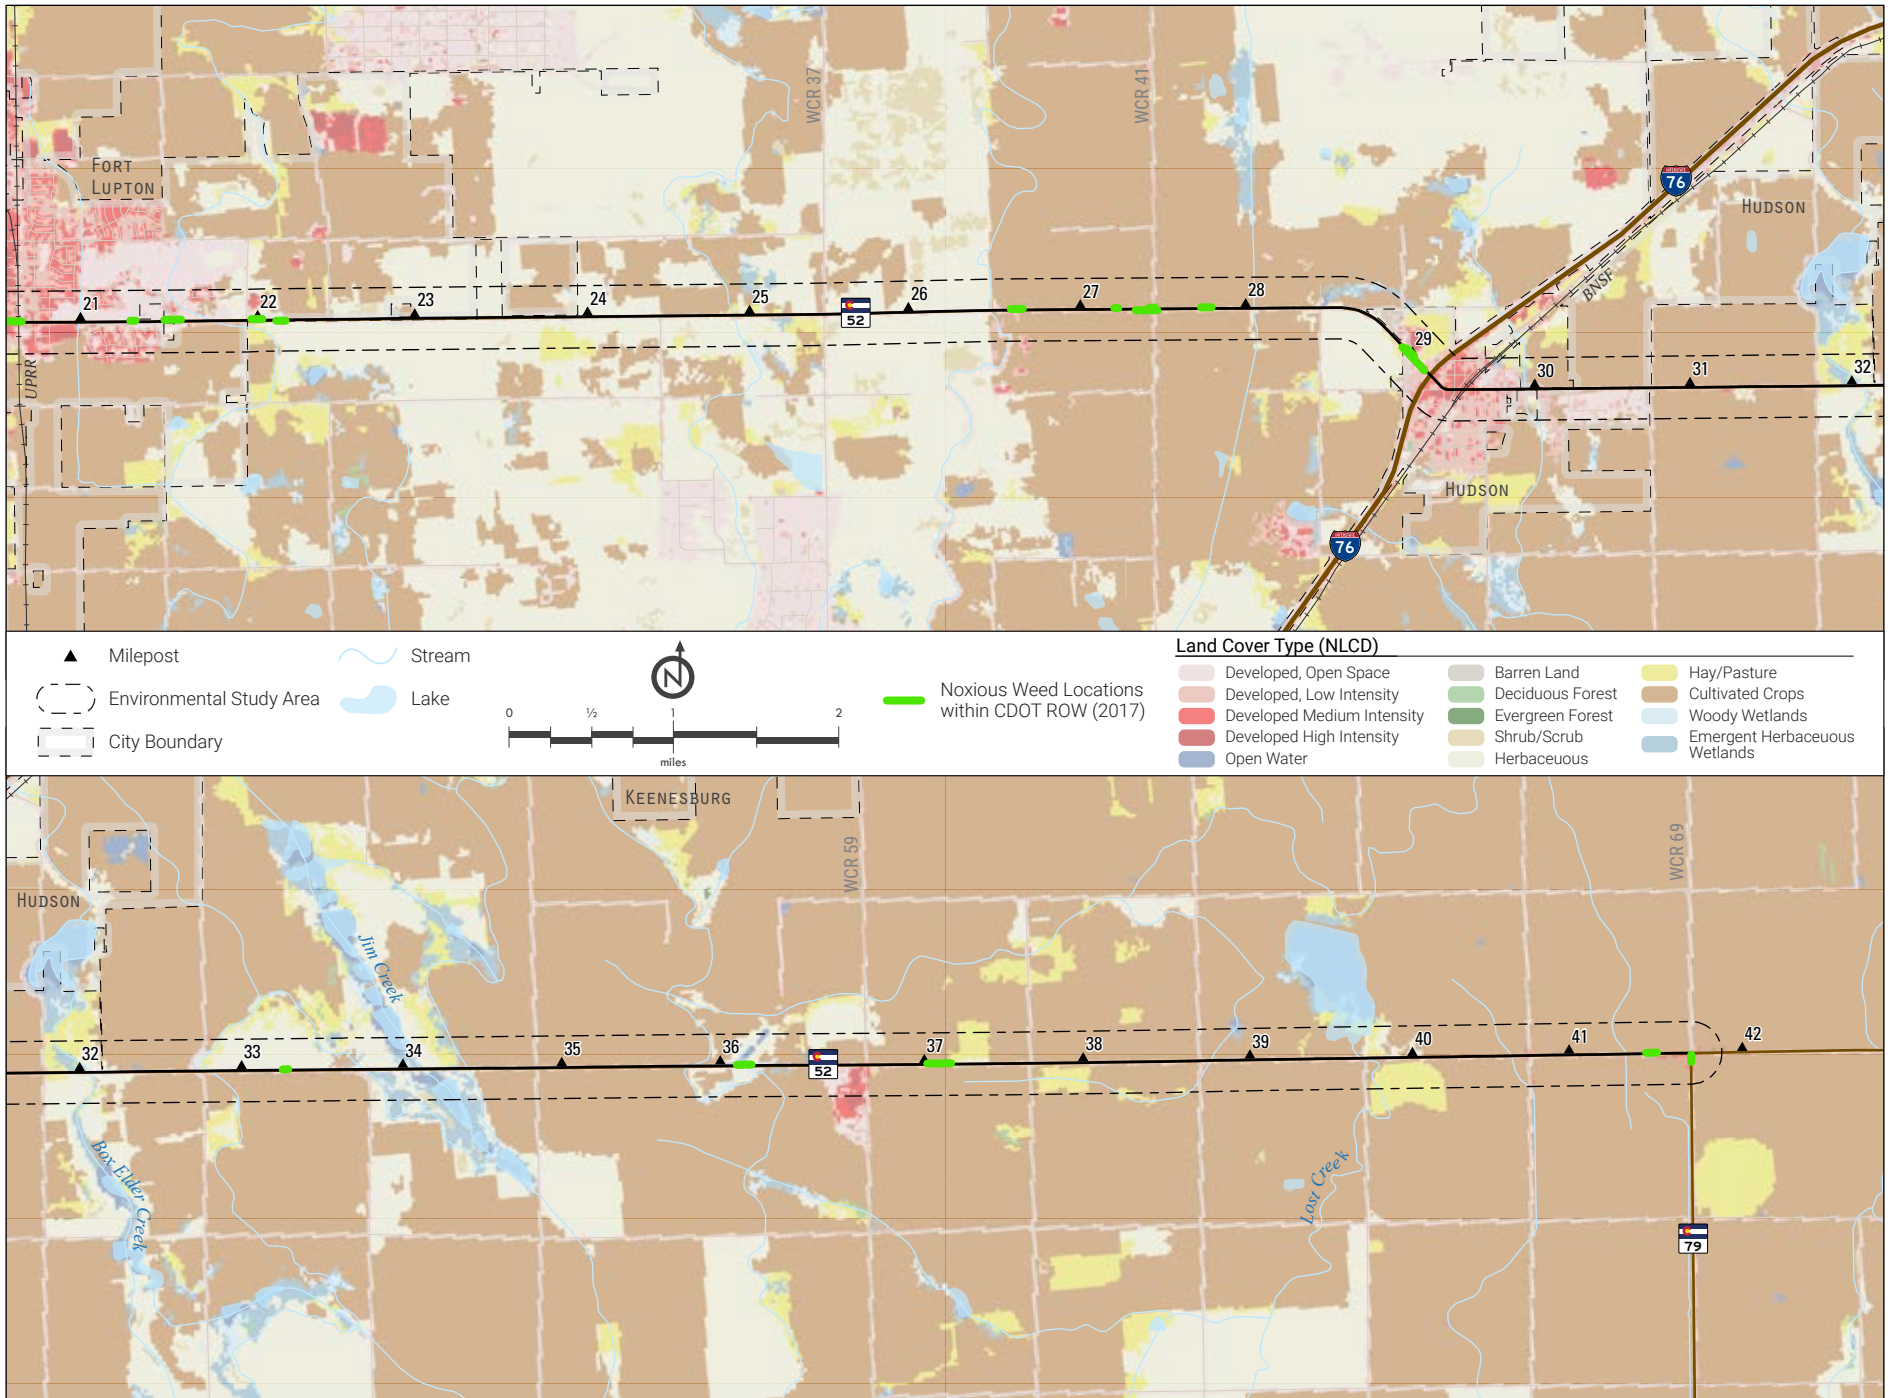 WCR 37
WCR 41
FORT
LUPTON
76
HUDSON
BNSF
21
22
23
24
25
52
26
27
28
29
30
31
32
UPRR
HUDSON
76
Milepost
Environmental Study Area
City Boundary
Stream
Lake
N
0
½
1
2
miles
Noxious Weed Locations
within CDOT ROW (2017)
Land Cover Type (NLCD)
Developed, Open Space
Developed, Low Intensity
Developed Medium Intensity
Developed High Intensity
Open Water
Barren Land
Deciduous Forest
Evergreen Forest
Shrub/Scrub
Herbaceuous
Hay/Pasture
Cultivated Crops
Woody Wetlands
Emergent Herbaceuous
Wetlands
KEENESBURG
WCR 59
WCR 69
HUDSON
Jim Creek
32
33
34
35
36
52
37
38
39
40
41
42
Box Elder Creek
Lost Creek
79